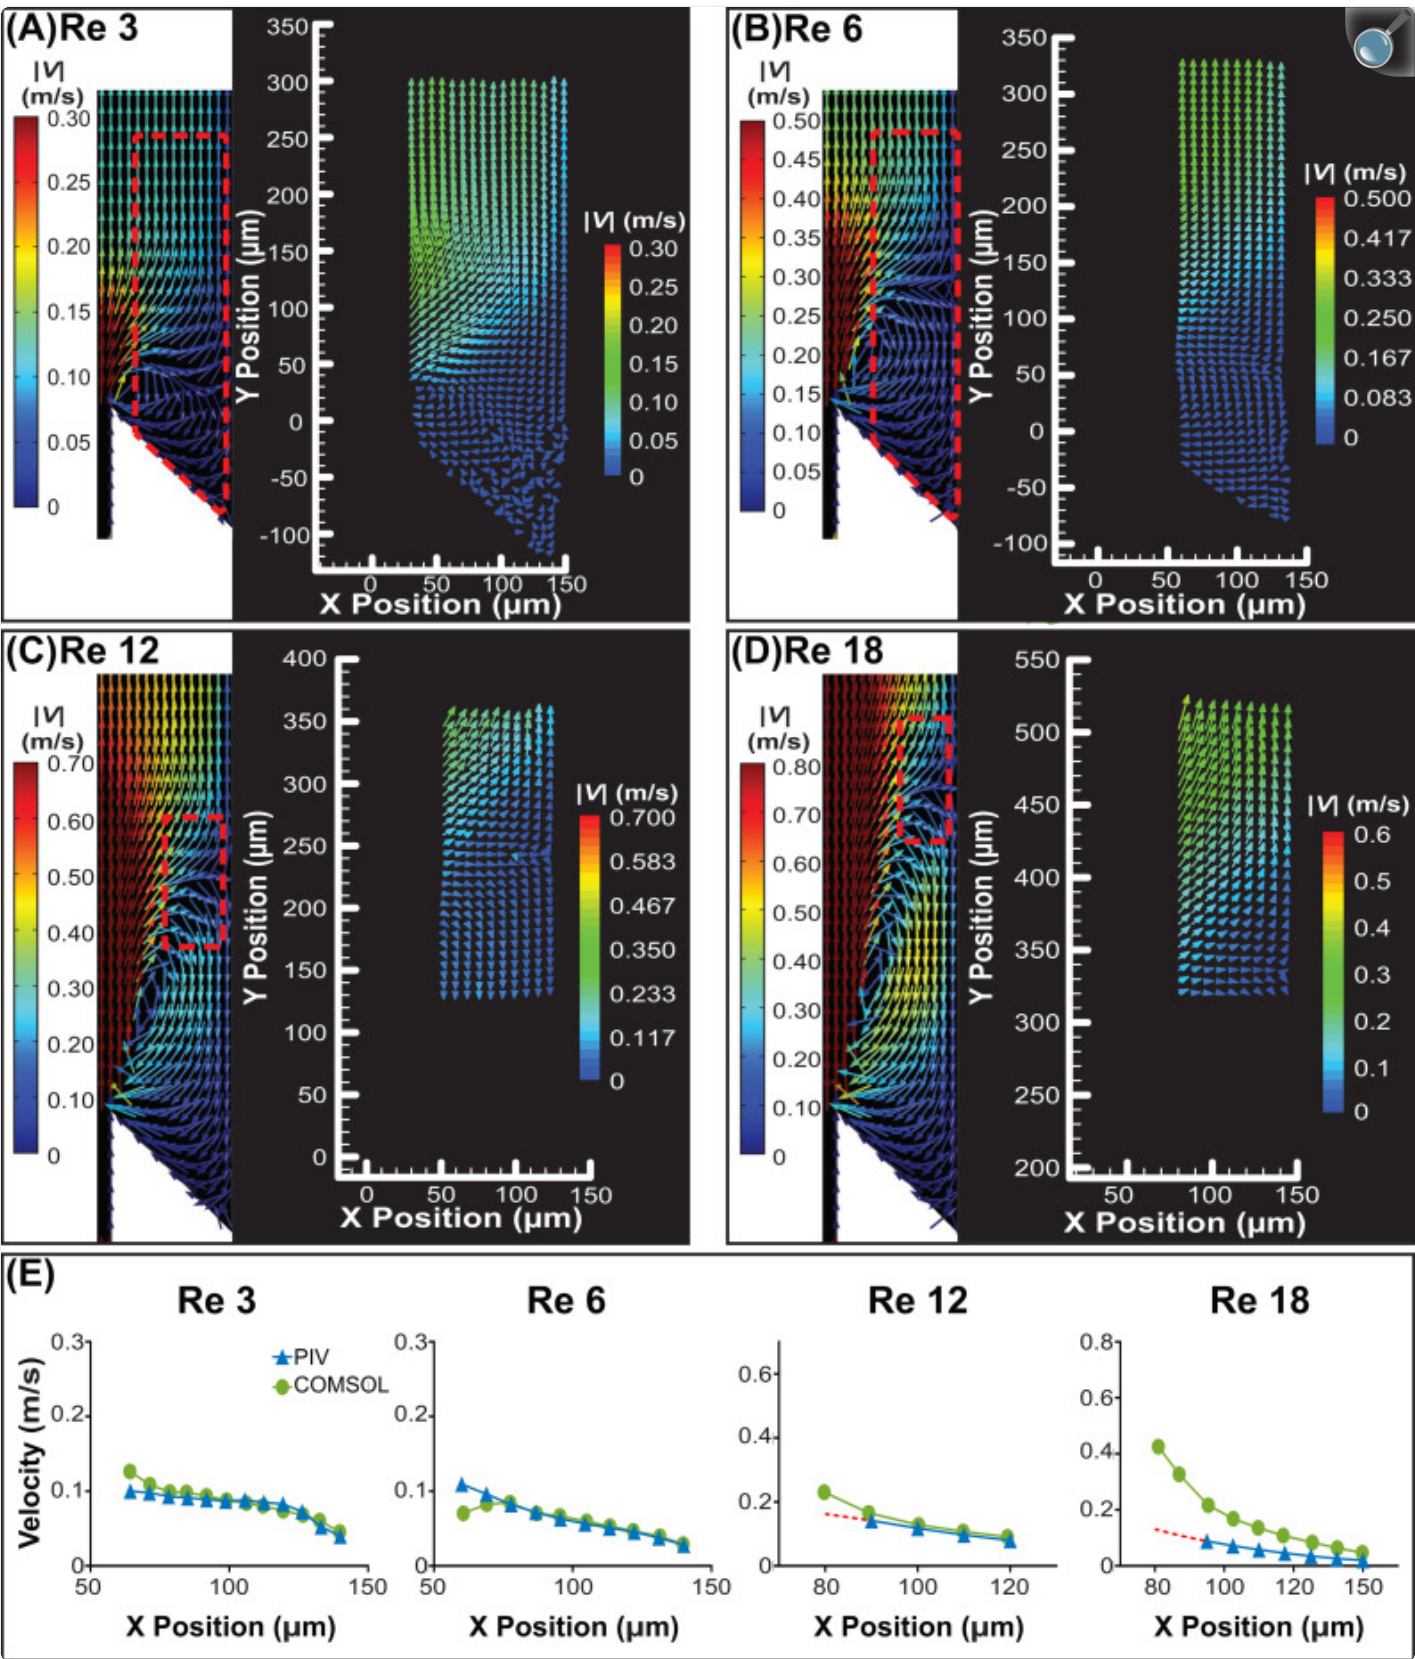 (A)Re 3
|V|
(m/s)
0.30
0.25
0.20
0.15
0.10
0.05
0
350
300
250
200
150
100
50
0
-50
-100
Y Position (µm)
0 50 100 150
X Position (µm)
|V| (m/s)
0.30
0.25
0.20
0.15
0.10
0.05
0
(B)Re 6
|V|
(m/s)
0.50
0.45
0.40
0.35
0.30
0.25
0.20
0.15
0.10
0.05
0
350
300
250
200
150
100
50
0
-50
-100
Y Position (µm)
0 50 100 150
X Position (µm)
|V| (m/s)
0.500
0.417
0.333
0.250
0.167
0.083
0
(C)Re 12
|V|
(m/s)
0.70
0.60
0.50
0.40
0.30
0.20
0.10
0
400
350
300
250
200
150
100
50
0
Y Position (µm)
0 50 100 150
X Position (µm)
|V| (m/s)
0.700
0.583
0.467
0.350
0.233
0.117
0
(D)Re 18
|V|
(m/s)
0.80
0.70
0.60
0.50
0.40
0.30
0.20
0.10
0
550
500
450
400
350
300
250
200
Y Position (µm)
50 100 150
X Position (µm)
|V| (m/s)
0.6
0.5
0.4
0.3
0.2
0.1
0
(E)
Re 3
Velocity (m/s)
0.3
0.2
0.1
0
PIV
COMSOL
50 100 150
X Position (µm)
Re 6
0.3
0.2
0.1
0
50 100 150
X Position (µm)
Re 12
0.6
0.4
0.2
0
80 100 120
X Position (µm)
Re 18
0.8
0.6
0.4
0.2
0
80 100 120 150
X Position (µm)